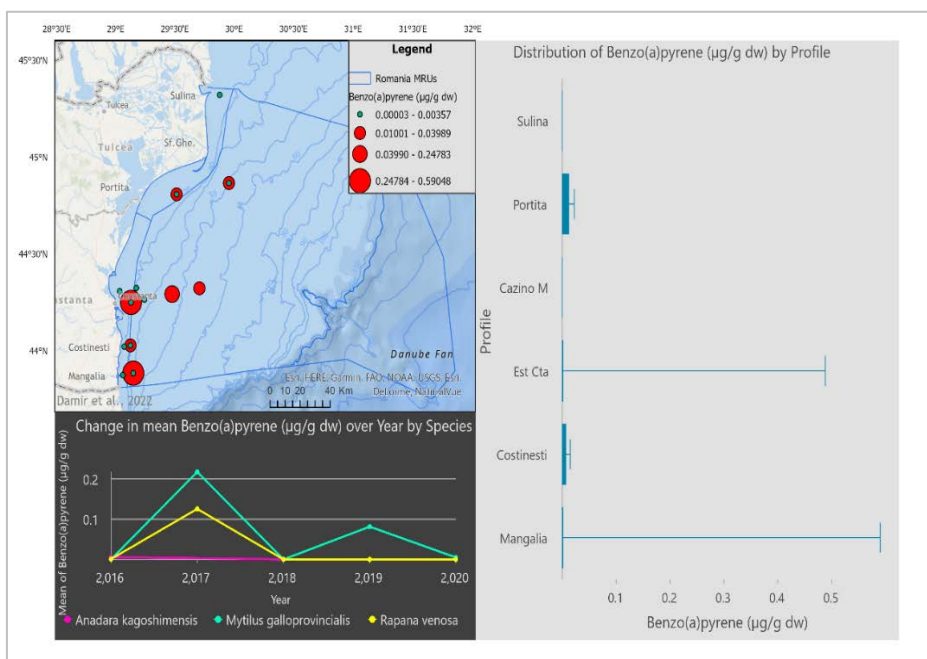 28°30'E 29°E 29°30'E 30°E 30°30'E 31°E 31°30'E 32°E
45°30'N
45°N
44°30'N
44°N
Legend
Romania MRUs
Benzo(a)pyrene (µg/g dw)
0.00003 - 0.00357
0.01001 - 0.03989
0.03990 - 0.24783
0.24784 - 0.59048
Sulina
Tulcea
Tulcea
Sf.Ghe.
Portita
Costinesti
Mangalia
Danube Fan
Esri, HERE, Garmin, FAO, NOAA, USGS, Esri,
DeLorme, NaturalVue
0 10 20 40 Km
Damir et al., 2022
Change in mean Benzo(a)pyrene (µg/g dw) over Year by Species
Mean of Benzo(a)pyrene (µg/g dw)
0.2
0.1
2,016 2,017 2,018 2,019 2,020
Year
Anadara kagoshimensis Mytilus galloprovincialis Rapana venosa
Distribution of Benzo(a)pyrene (µg/g dw) by Profile
Profile
Sulina
Portita
Cazino M
Est Cta
Costinesti
Mangalia
0.1 0.2 0.3 0.4 0.5
Benzo(a)pyrene (µg/g dw)